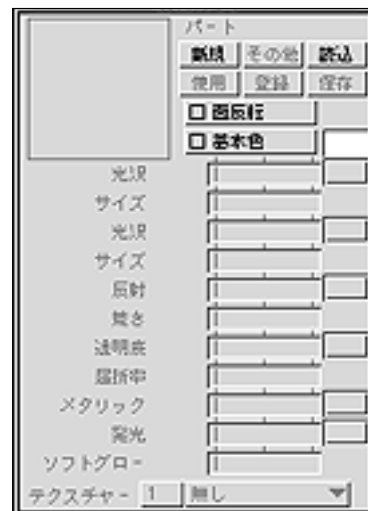 パート
新規 その他 読込
使用 登録 保存
面反転
基本色
光沢
サイズ
光沢
サイズ
反射
荒さ
透明度
屈折率
メタリック
発光
ソフトグロー
テクスチャー 1 無し